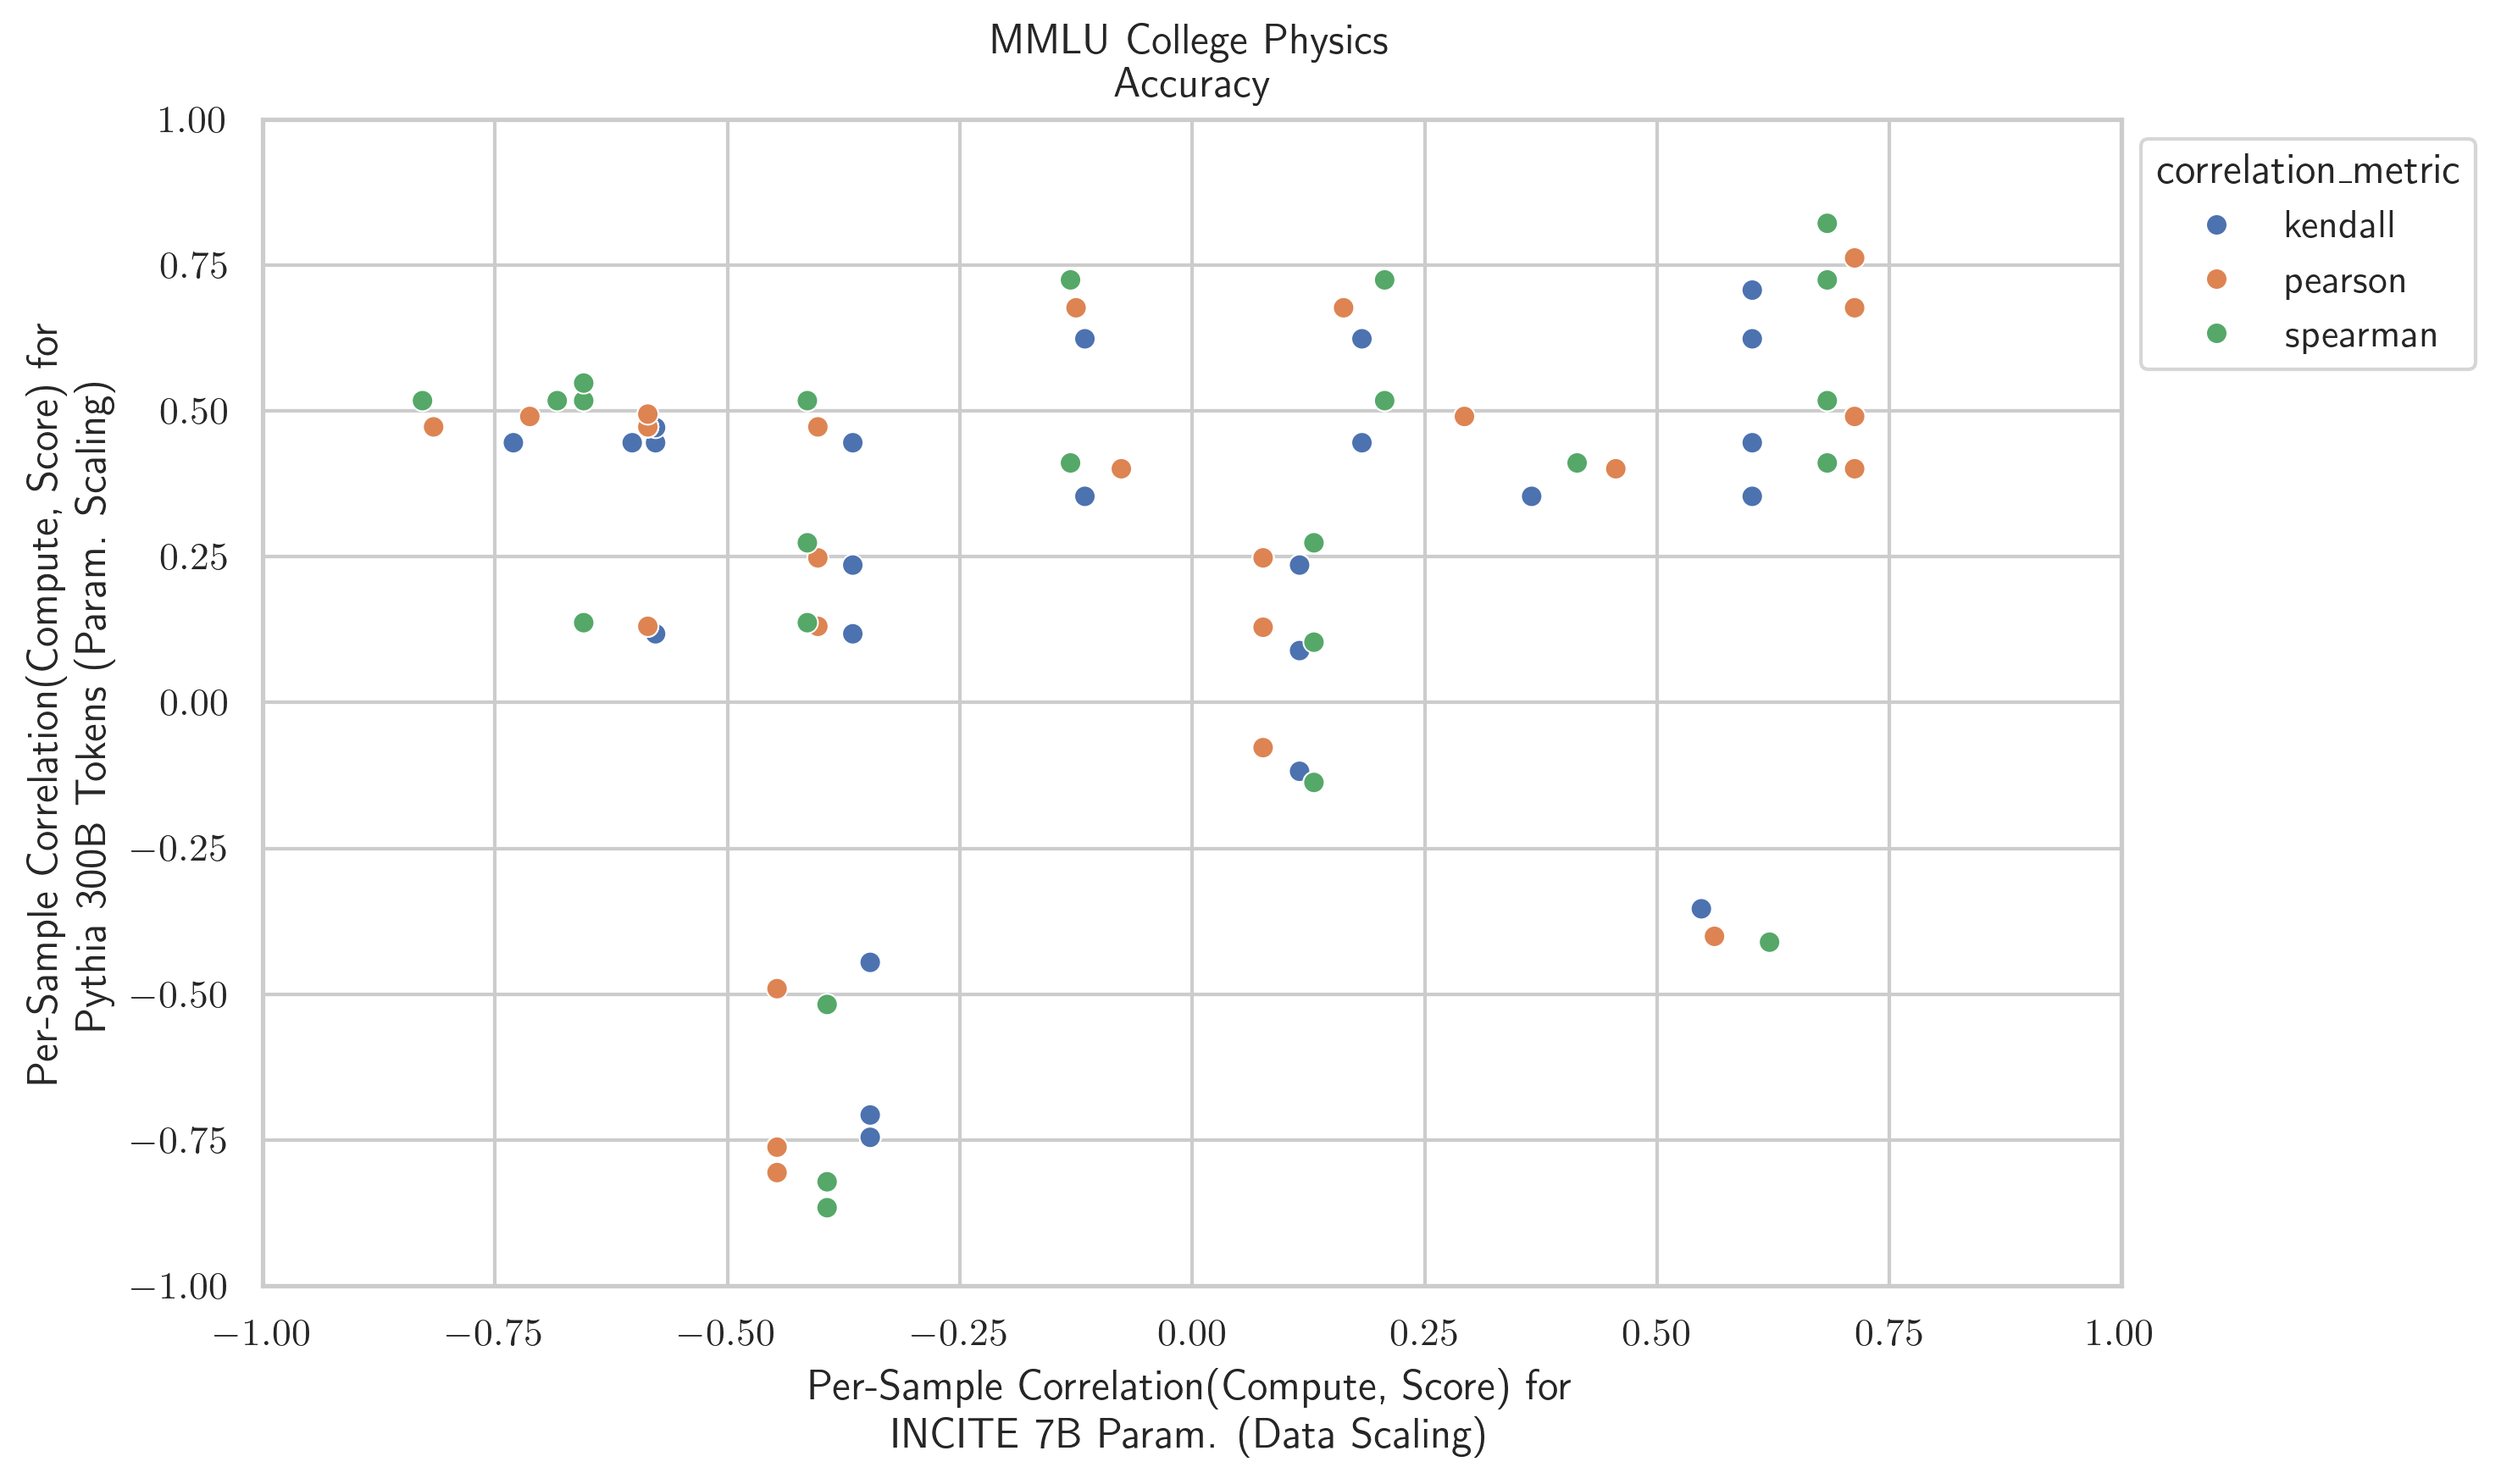 MMLU College Physics
Accuracy
Per-Sample Correlation(Compute, Score) for
Pythia 300B Tokens (Param. Scaling)
1.00
0.75
0.50
0.25
0.00
−0.25
−0.50
−0.75
−1.00
−1.00 −0.75 −0.50 −0.25 0.00 0.25 0.50 0.75 1.00
Per-Sample Correlation(Compute, Score) for
INCITE 7B Param. (Data Scaling)
correlation_metric
kendall
pearson
spearman